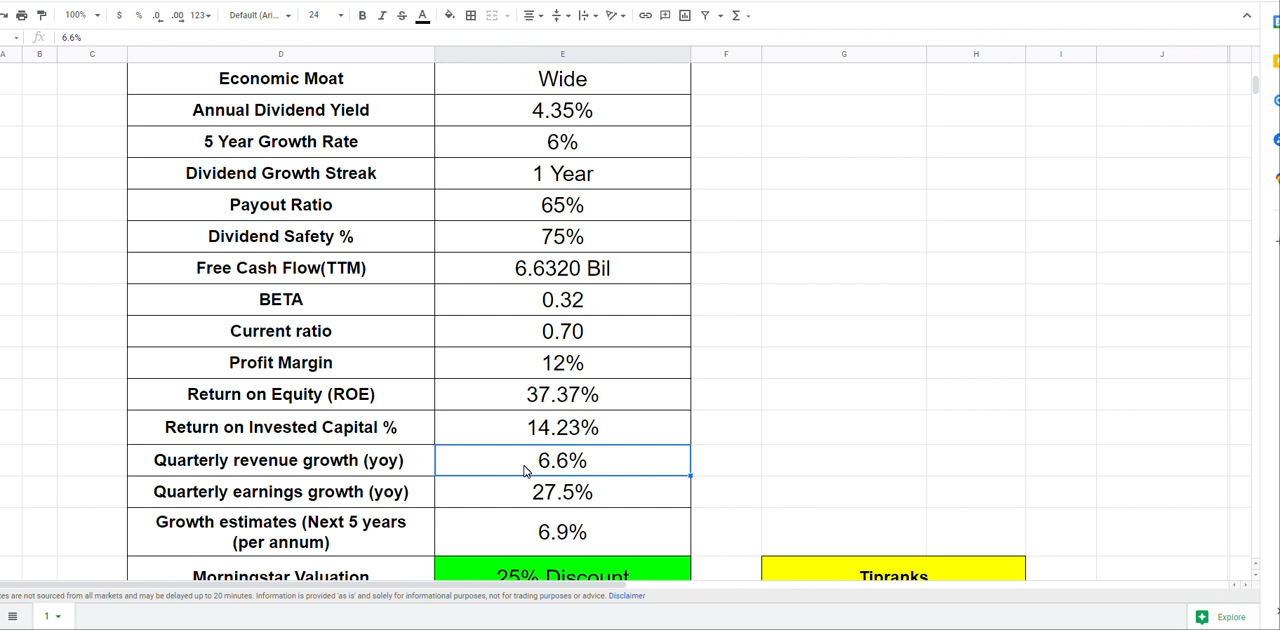 100% $ % .0 .00 123 Default (Ari... 24 B I S A
fx 6.6%
A B C D E F G H I J
Economic Moat Wide
Annual Dividend Yield 4.35%
5 Year Growth Rate 6%
Dividend Growth Streak 1 Year
Payout Ratio 65%
Dividend Safety % 75%
Free Cash Flow(TTM) 6.6320 Bil
BETA 0.32
Current ratio 0.70
Profit Margin 12%
Return on Equity (ROE) 37.37%
Return on Invested Capital % 14.23%
Quarterly revenue growth (yoy) 6.6%
Quarterly earnings growth (yoy) 27.5%
Growth estimates (Next 5 years
(per annum) 6.9%
Morningstar Valuation 25% Discount Tipranks
es are not sourced from all markets and may be delayed up to 20 minutes. Information is provided 'as is' and solely for informational purposes, not for trading purposes or advice. Disclaimer
1 Explore